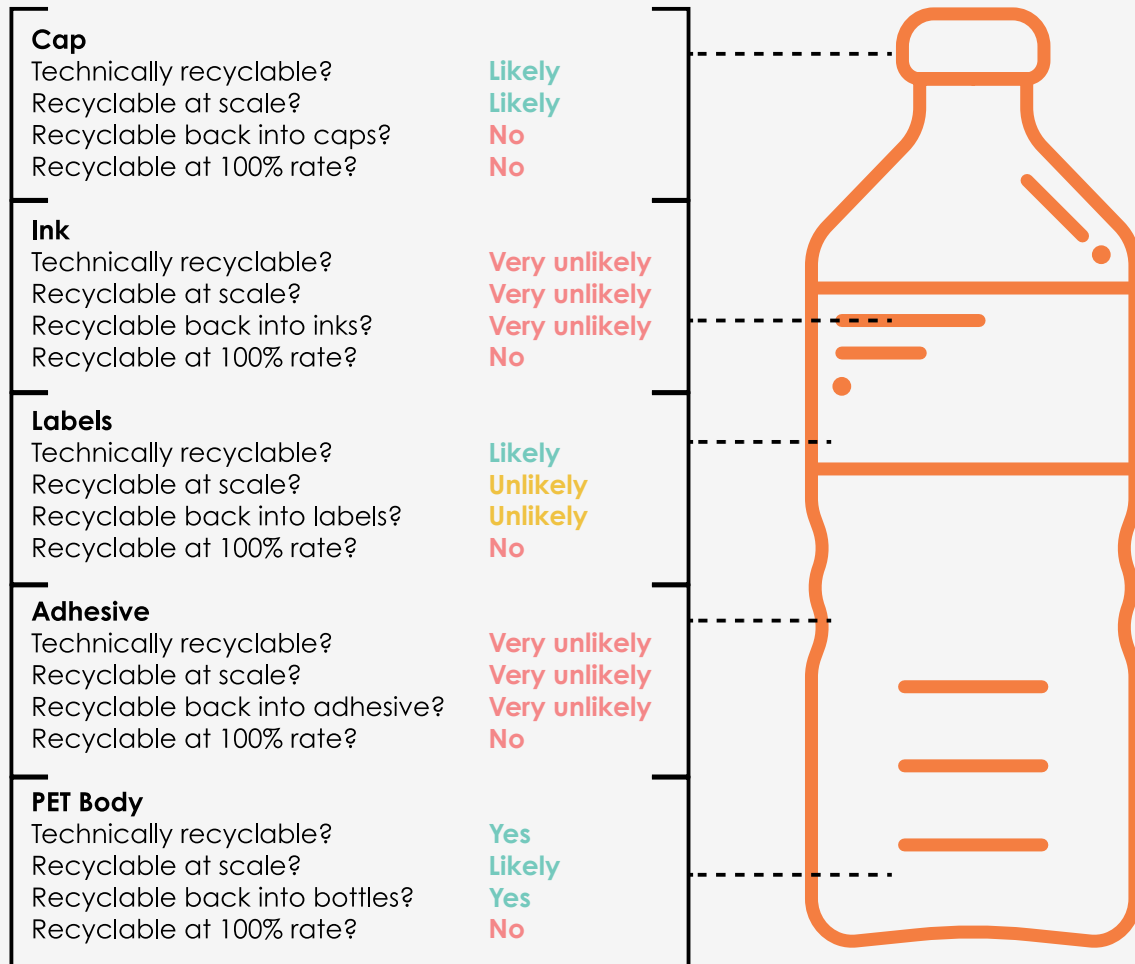 Cap
Technically recyclable? Likely
Recyclable at scale? Likely
Recyclable back into caps? No
Recyclable at 100% rate? No
Ink
Technically recyclable? Very unlikely
Recyclable at scale? Very unlikely
Recyclable back into inks? Very unlikely
Recyclable at 100% rate? No
Labels
Technically recyclable? Likely
Recyclable at scale? Unlikely
Recyclable back into labels? Unlikely
Recyclable at 100% rate? No
Adhesive
Technically recyclable? Very unlikely
Recyclable at scale? Very unlikely
Recyclable back into adhesive? Very unlikely
Recyclable at 100% rate? No
PET Body
Technically recyclable? Yes
Recyclable at scale? Likely
Recyclable back into bottles? Yes
Recyclable at 100% rate? No